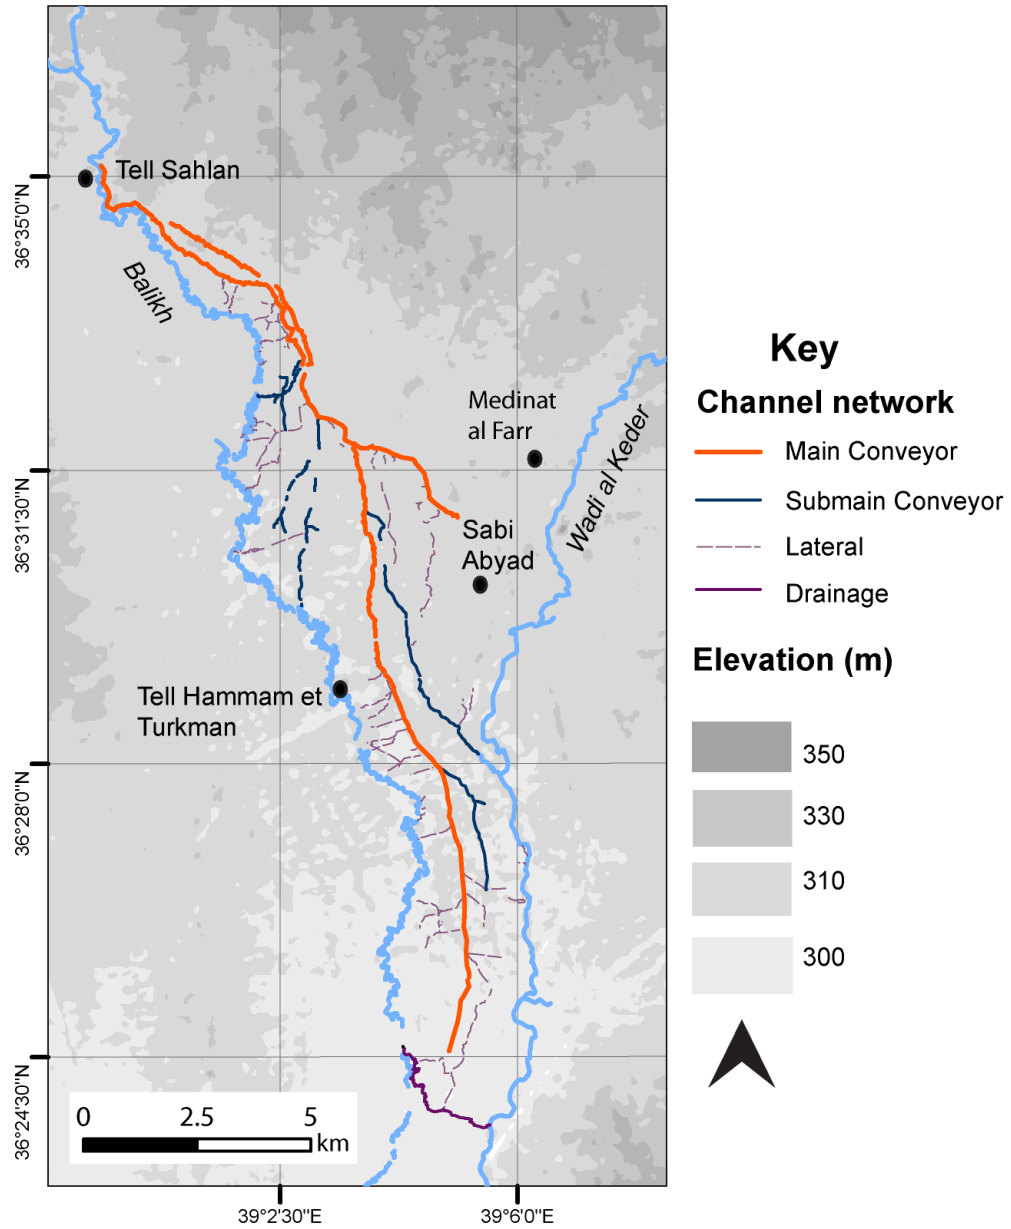 Tell Sahlan
36°35'0"N
Balikh
Medinat
al Farr
Wadi al Keder
36°31'30"N
Sabi
Abyad
Tell Hammam et
Turkman
36°28'0"N
36°24'30"N
0 2.5 5
km
39°2'30"E
39°6'0"E
Key
Channel network
Main Conveyor
Submain Conveyor
Lateral
Drainage
Elevation (m)
350
330
310
300